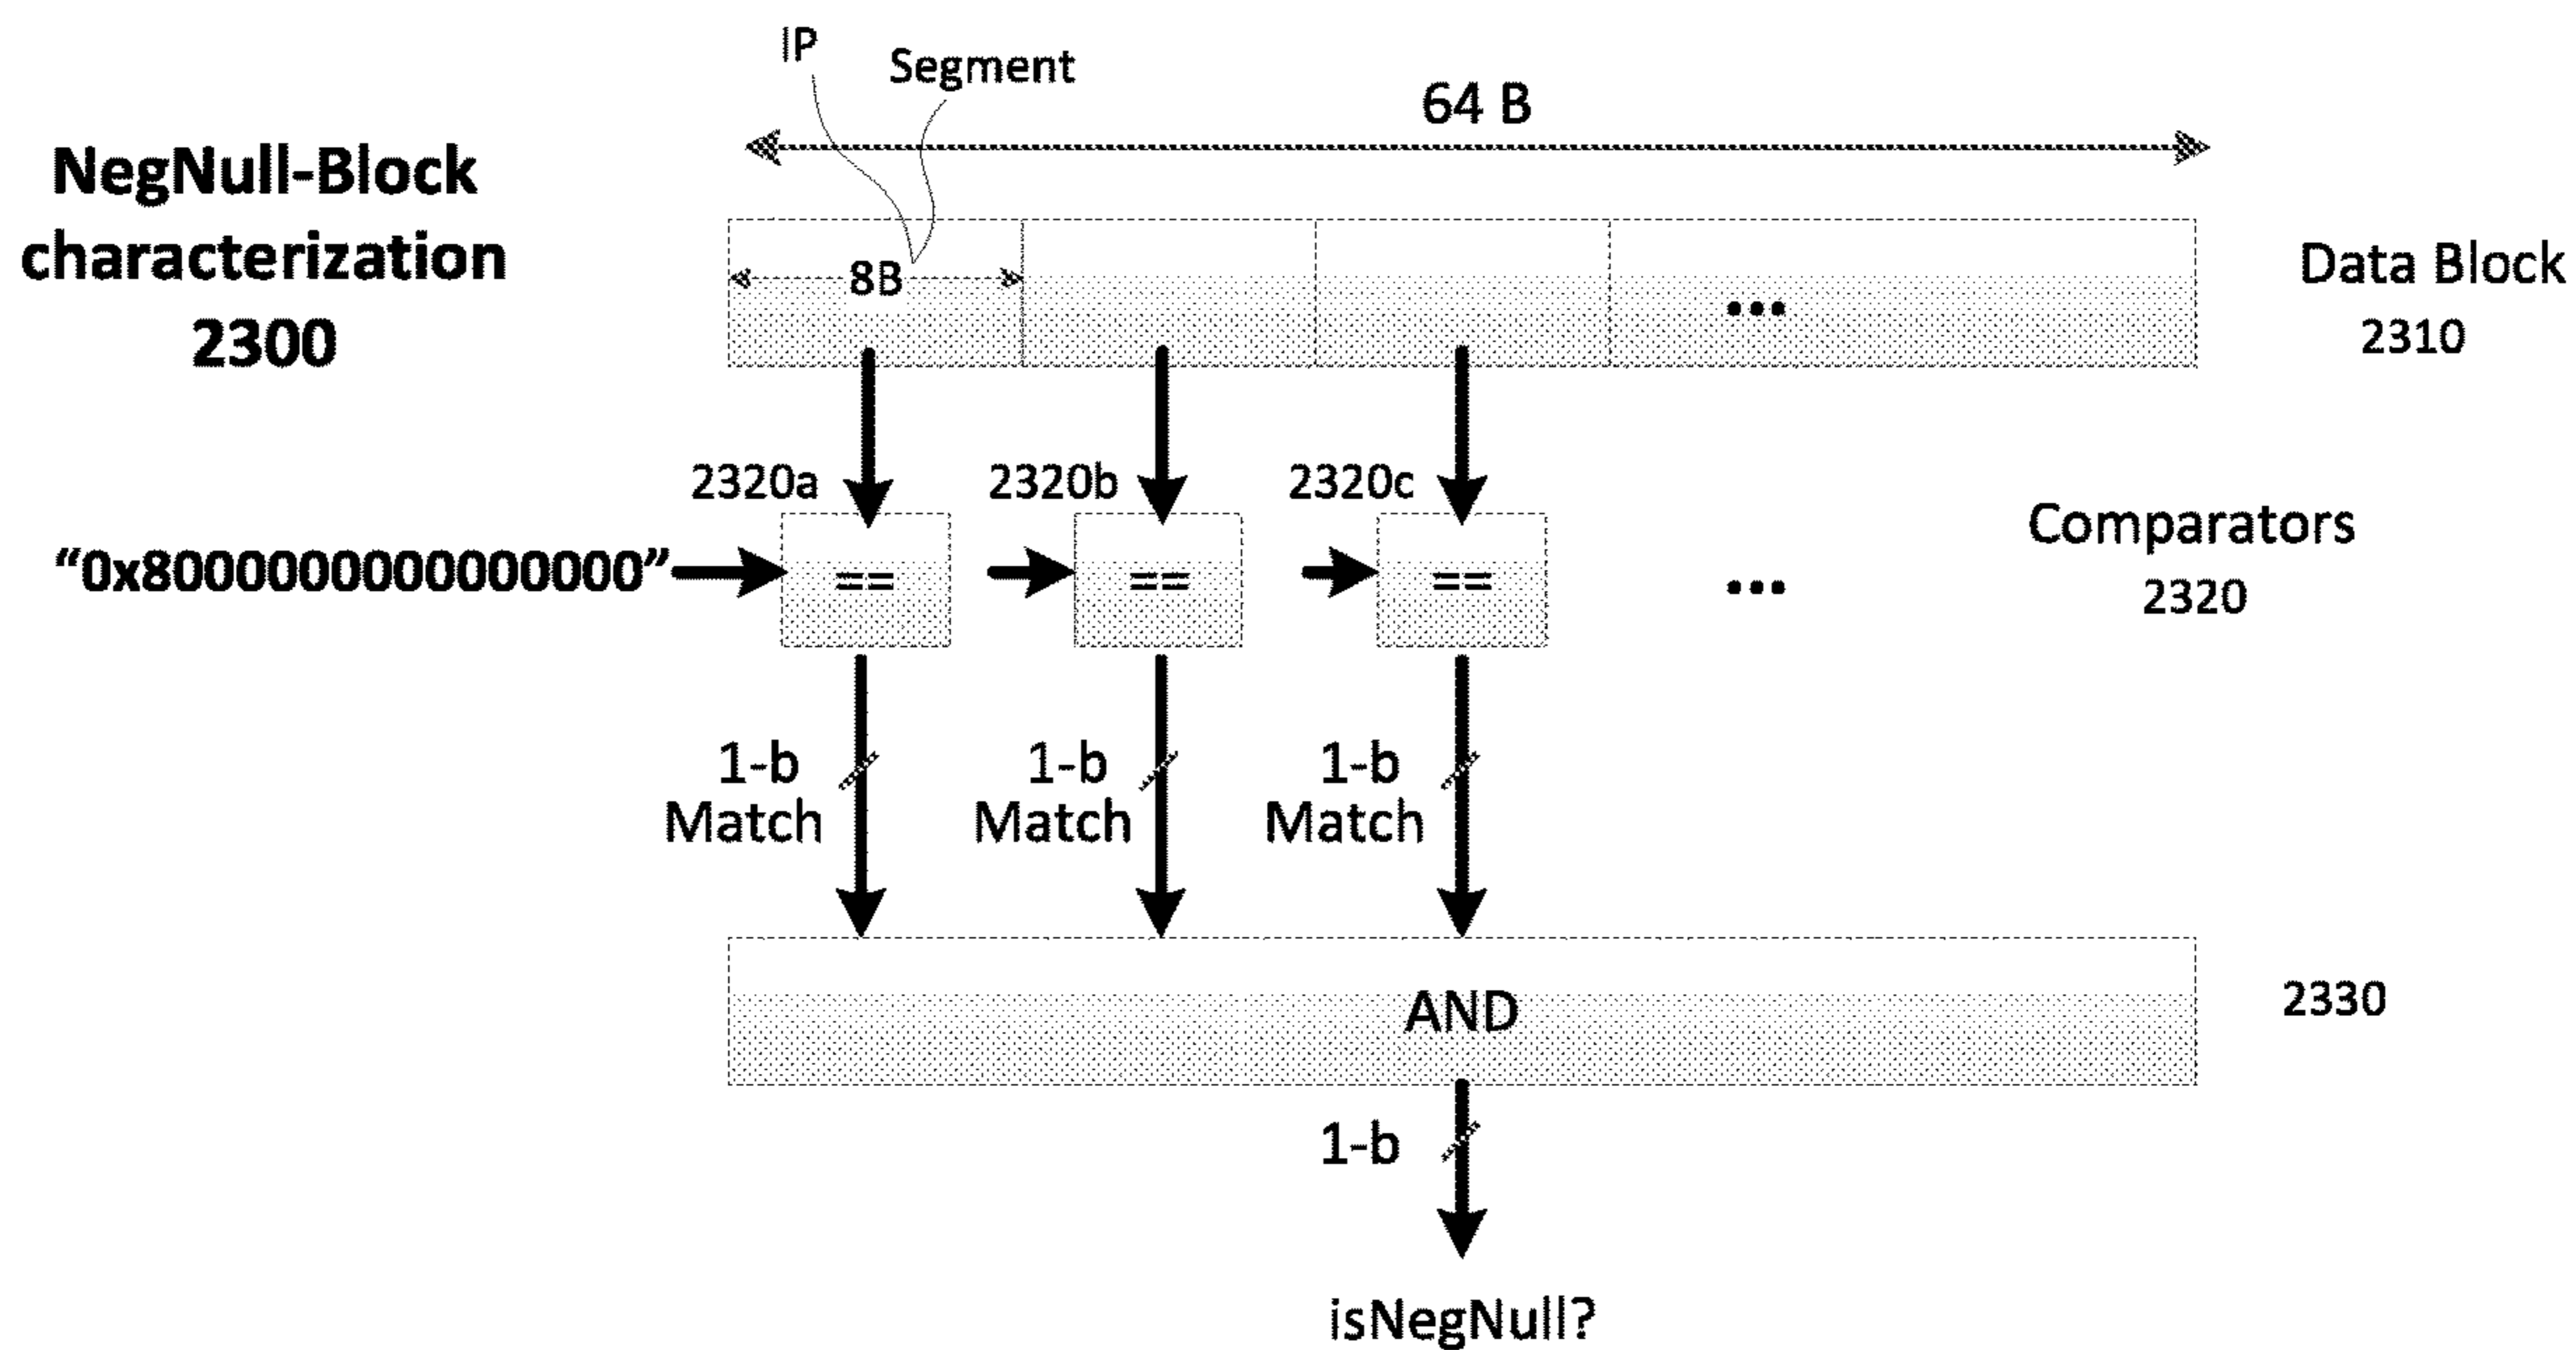 IP
Segment
64 B
NegNull-Block
characterization
2300
8B
...
Data Block
2310
2320a
2320b
2320c
“0x8000000000000000”
==
==
==
...
Comparators
2320
1-b
Match
1-b
Match
1-b
Match
AND
2330
1-b
isNegNull?